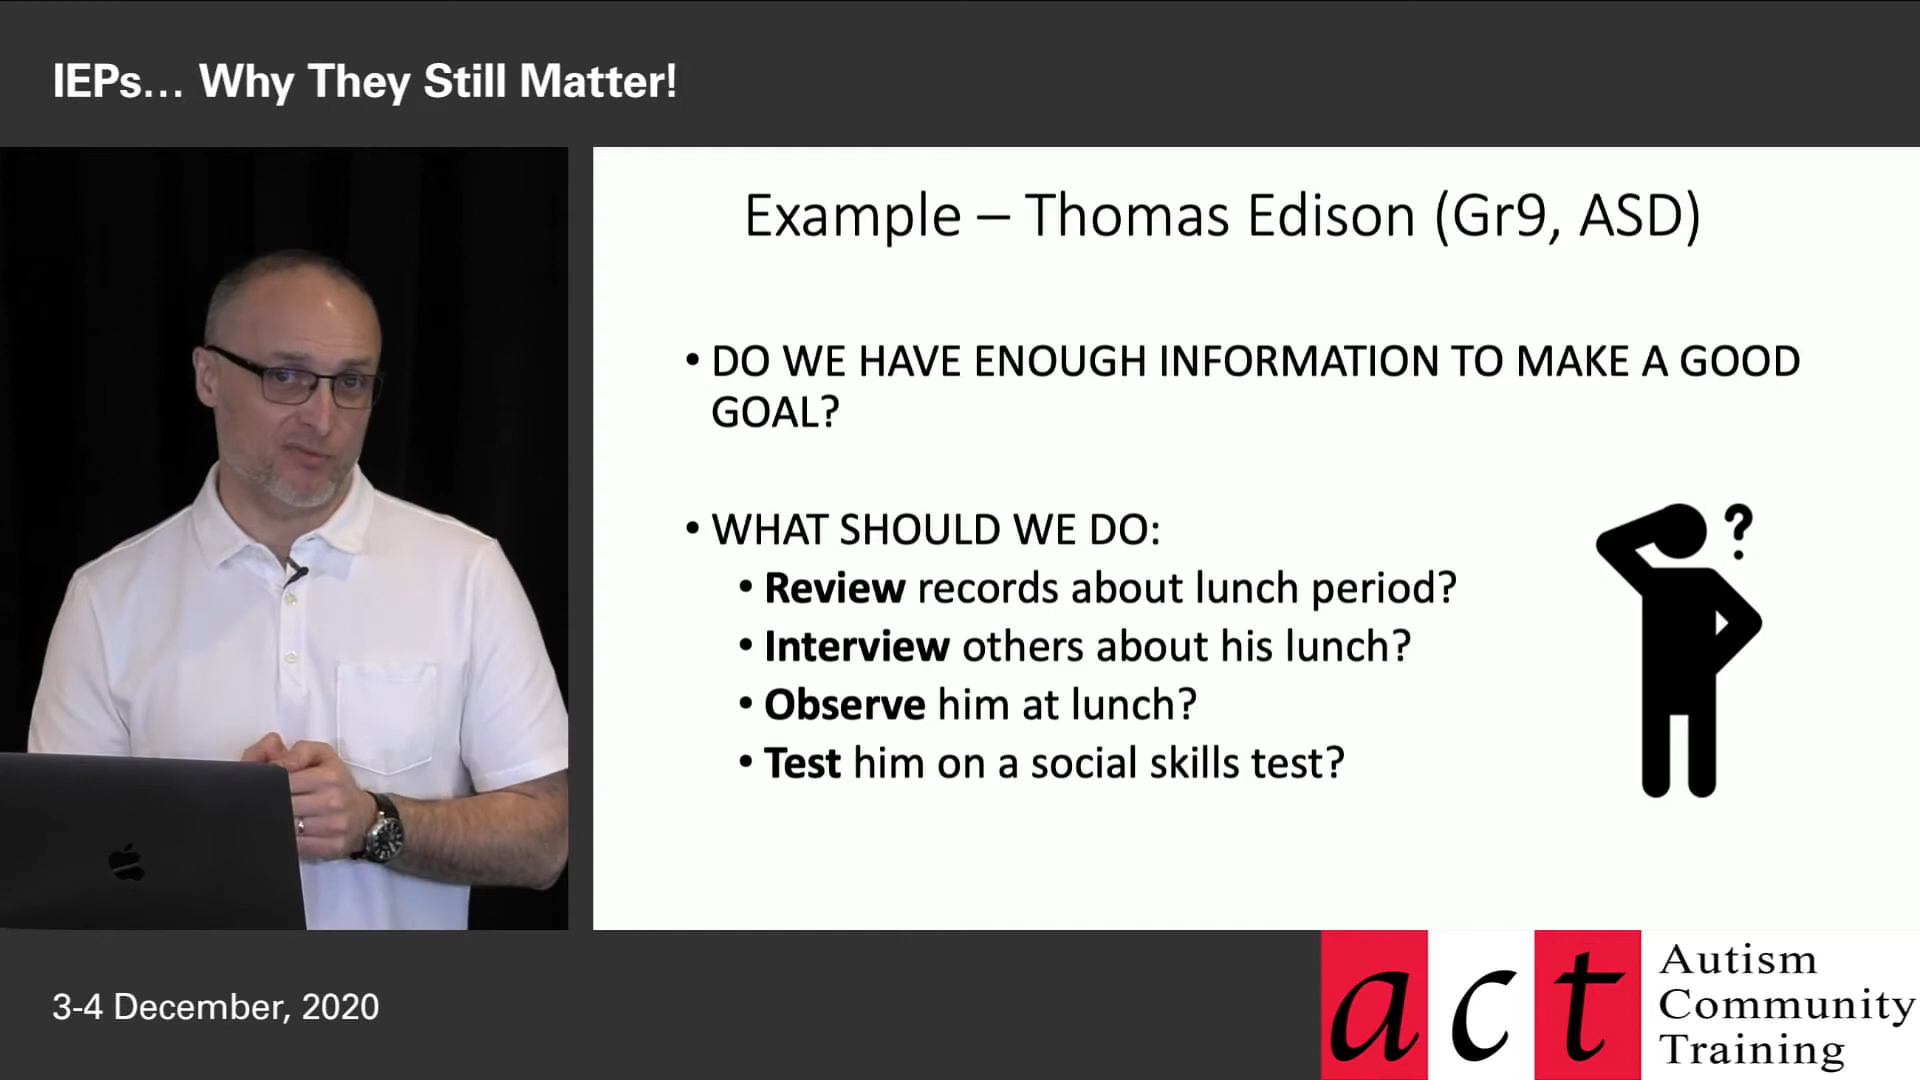 IEPs... Why They Still Matter!
Example – Thomas Edison (Gr9, ASD)
• DO WE HAVE ENOUGH INFORMATION TO MAKE A GOOD
GOAL?
• WHAT SHOULD WE DO:
• Review records about lunch period?
• Interview others about his lunch?
• Observe him at lunch?
• Test him on a social skills test?
?
3-4 December, 2020
act
Autism
Community
Training